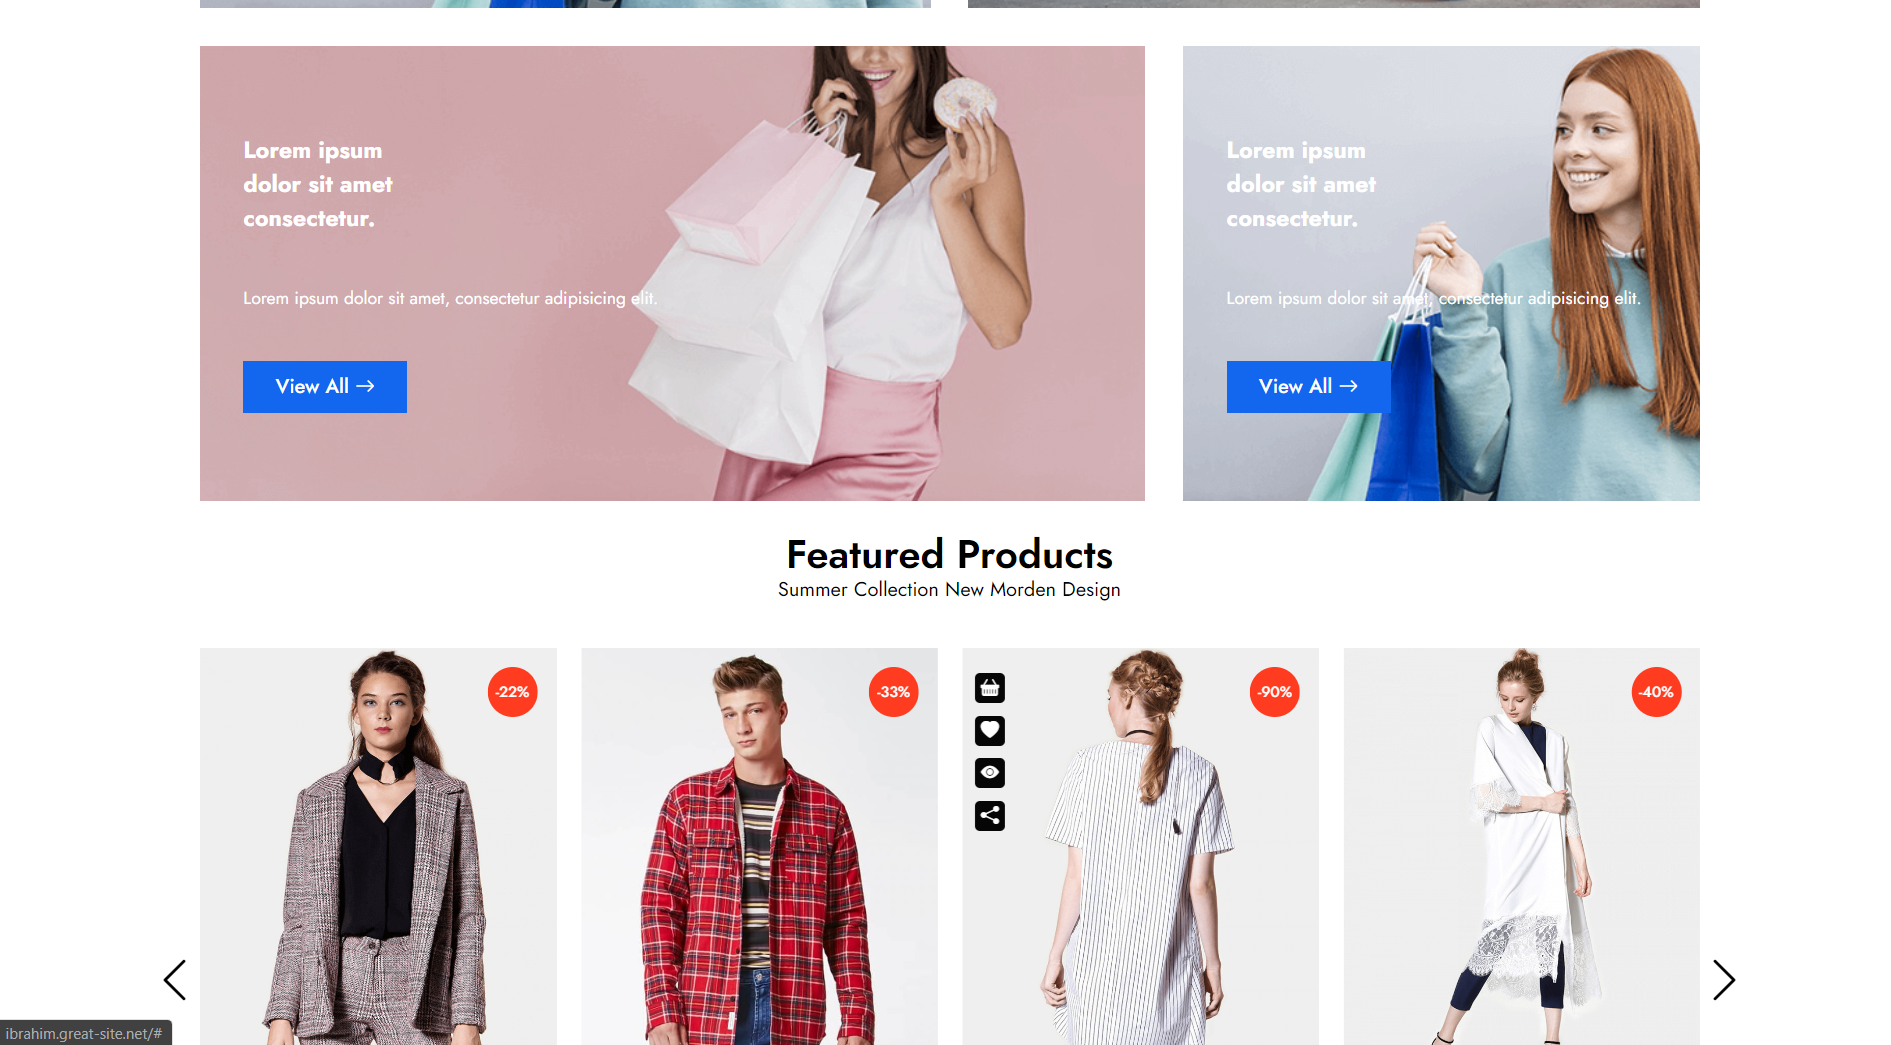 Lorem ipsum
dolor sit amet
consectetur.
Lorem ipsum dolor sit amet, consectetur adipisicing elit.
View All →
Lorem ipsum
dolor sit amet
consectetur.
Lorem ipsum dolor sit amet, consectetur adipisicing elit.
View All →
Featured Products
Summer Collection New Morden Design
-22%
-33%
-90%
-40%
ibrahim.great-site.net/#